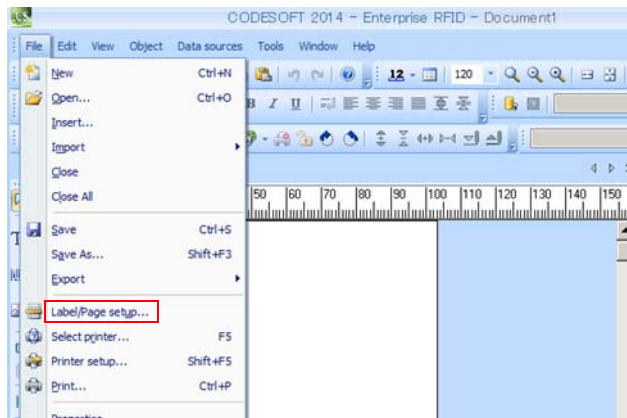 CODESOFT 2014 - Enterprise RFID - Document1
File Edit View Object Data sources Tools Window Help
New Ctrl+N
12 120
Open... Ctrl+O
B I U
Insert...
Import
Close
Close All
50 60 70 80 90 100 110 120 130 140 150
Save Ctrl+S
Save As... Shift+F3
Export
Label/Page setup...
Select printer... F5
Printer setup... Shift+F5
Print... Ctrl+P
Properties